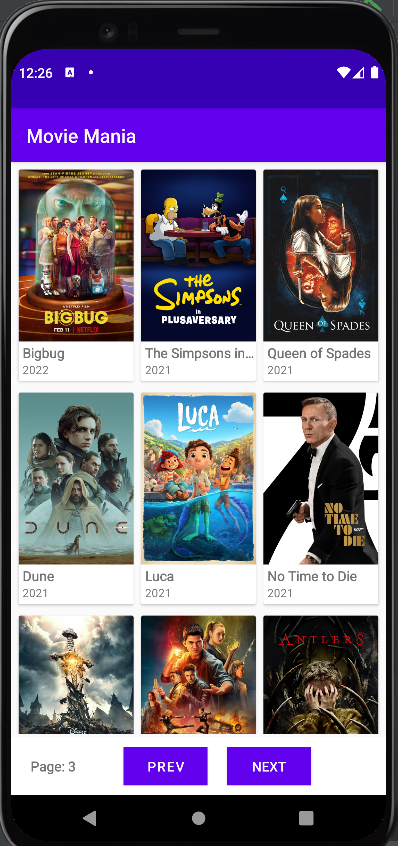 12:26
Movie Mania
BIGBUG
FEB 11 | NETFLIX
THE
SIMPSONS
IN
PLUSAVERSARY
Q
QUEEN OF SPADES
Bigbug
2022
The Simpsons in...
2021
Queen of Spades
2021
DUNE
LUCA
NO
TIME
TO
DIE
007
Dune
2021
Luca
2021
No Time to Die
2021
ANTLERS
Page: 3
PREV
NEXT